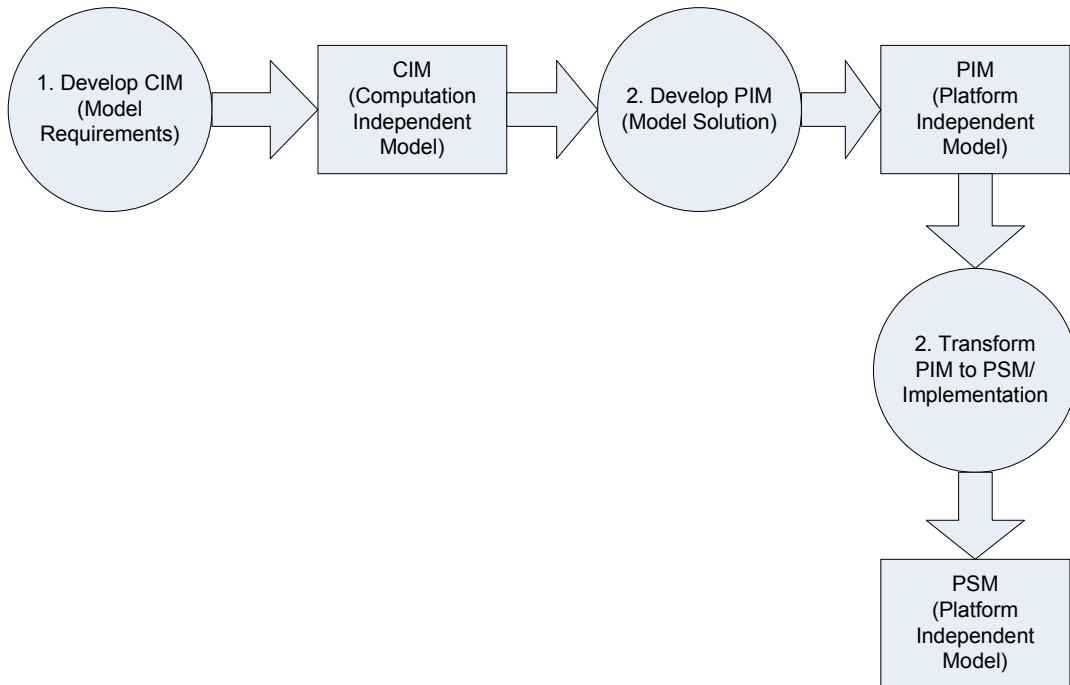 1. Develop CIM
(Model
Requirements)
CIM
(Computation
Independent
Model)
2. Develop PIM
(Model Solution)
PIM
(Platform
Independent
Model)
2. Transform
PIM to PSM/
Implementation
PSM
(Platform
Independent
Model)